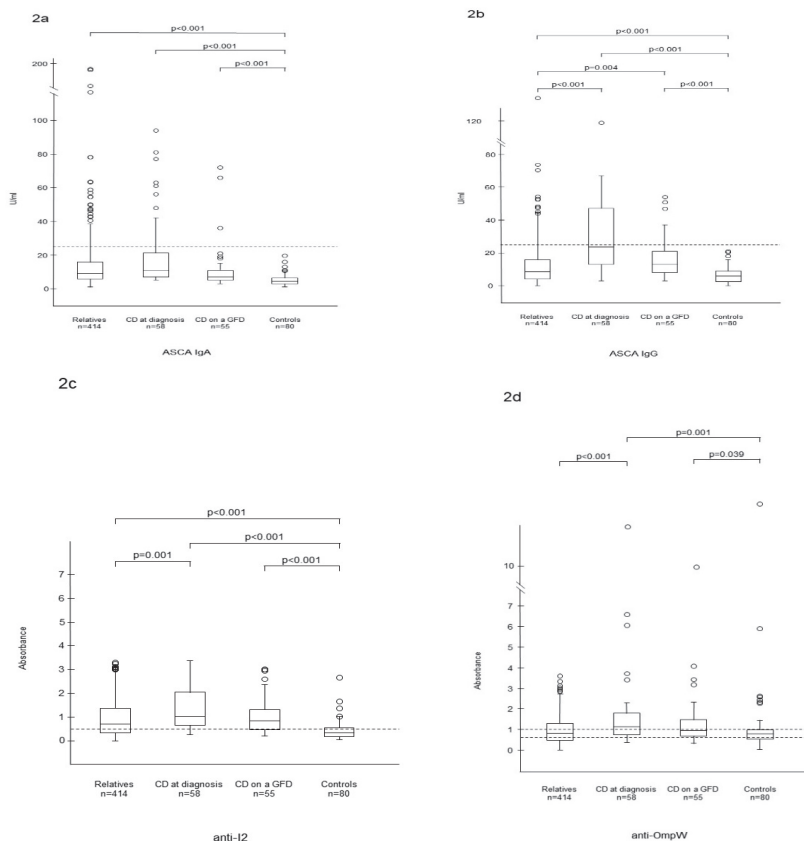 2a
p<0.001
p<0.001
p<0.001
200
100
80
60
40
20
0
U/ml
Relatives CD at diagnosis CD on a GFD Controls
n=414 n=58 n=55 n=80
ASCA IgA
2b
p<0.001
p<0.001
p=0.004
p<0.001 p<0.001
120
80
60
40
20
0
U/ml
Relatives CD at diagnosis CD on a GFD Controls
n=414 n=58 n=55 n=80
ASCA IgG
2c
p<0.001
p<0.001
p=0.001 p<0.001
7
6
5
4
3
2
1
0
Absorbance
Relatives CD at diagnosis CD on a GFD Controls
n=414 n=58 n=55 n=80
anti-I2
2d
p=0.001
p<0.001 p=0.039
10
7
6
5
4
3
2
1
0
Absorbance
Relatives CD at diagnosis CD on a GFD Controls
n=414 n=58 n=55 n=80
anti-OmpW